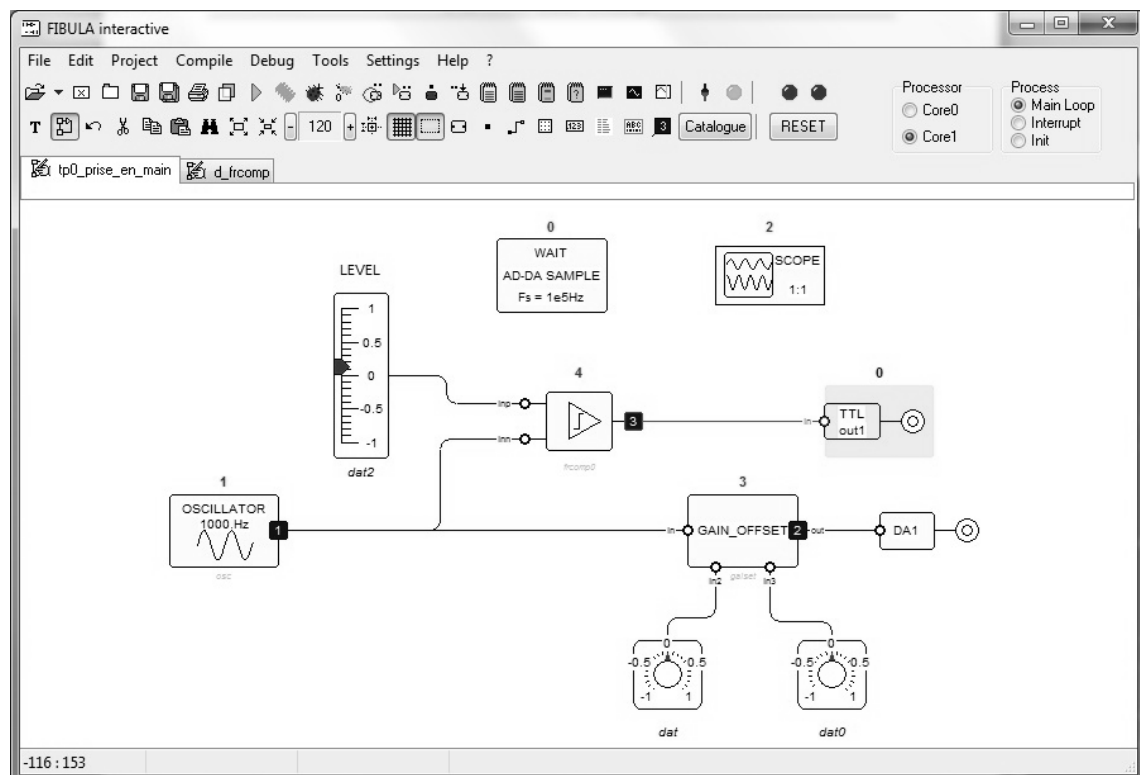 FIBULA interactive
File Edit Project Compile Debug Tools Settings Help ?
Processor
Core0
Core1
Process
Main Loop
Interrupt
Init
T - 120 + 123 ABC 3 Catalogue RESET
tp0_prise_en_main d_frcomp
0
WAIT
AD-DA SAMPLE
Fs = 1e5Hz
2
SCOPE
1:1
LEVEL
1
0.5
0
-0.5
-1
dat2
4
inp
inn
3
frcomp0
0
in
TTL
out1
1
OSCILLATOR
1000.Hz
1
osc
3
in
GAIN_OFFSET
2
out
in2
gaiset
in3
DA1
0
-0.5
0.5
-1
1
dat
0
-0.5
0.5
-1
1
dat0
-116 : 153